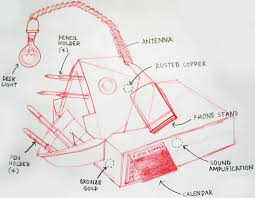 PENCIL
HOLDER
(4)
ANTENNA
DESK
LIGHT
RUSTED COPPER
PHONE STAND
PEN
HOLDER
(4)
SOUND
AMPLIFICATION
BRONZE
GOLD
CALENDAR